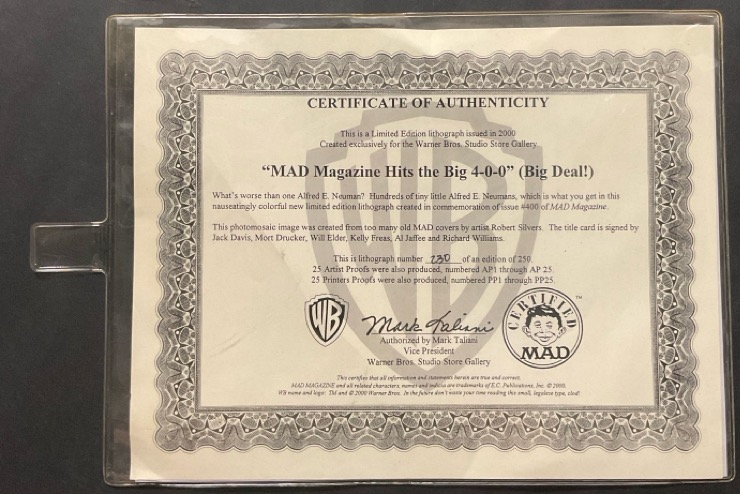 CERTIFICATE OF AUTHENTICITY
This is a Limited Edition lithograph issued in 2000
Created exclusively for the Warner Bros. Studio Store Gallery
“MAD Magazine Hits the Big 4-0-0” (Big Deal!)
What's worse than one Alfred E. Neuman? Hundreds of tiny little Alfred E. Neumans, which is what you get in this
nauseatingly colorful new limited edition lithograph created in commemoration of issue #400 of MAD Magazine.
This photomosaic image was created from too many old MAD covers by artist Robert Silvers. The title card is signed by
Jack Davis, Mort Drucker, Will Elder, Kelly Freas, Al Jaffee and Richard Williams.
This is lithograph number 230 of an edition of 250.
25 Artist Proofs were also produced, numbered AP1 through AP 25.
25 Printers Proofs were also produced, numbered PP1 through PP25.
WB
Mark Taliani
Authorized by Mark Taliani
Vice President
Warner Bros. Studio Store Gallery
CERTIFIED
MAD
TM
This certifies that all information and statements herein are true and correct.
MAD MAGAZINE and all related characters, names and indicia are trademarks of E.C. Publications, Inc. © 2000.
WB name and logo: TM and © 2000 Warner Bros. In the future don't waste your time reading this small, legalese type, clod!